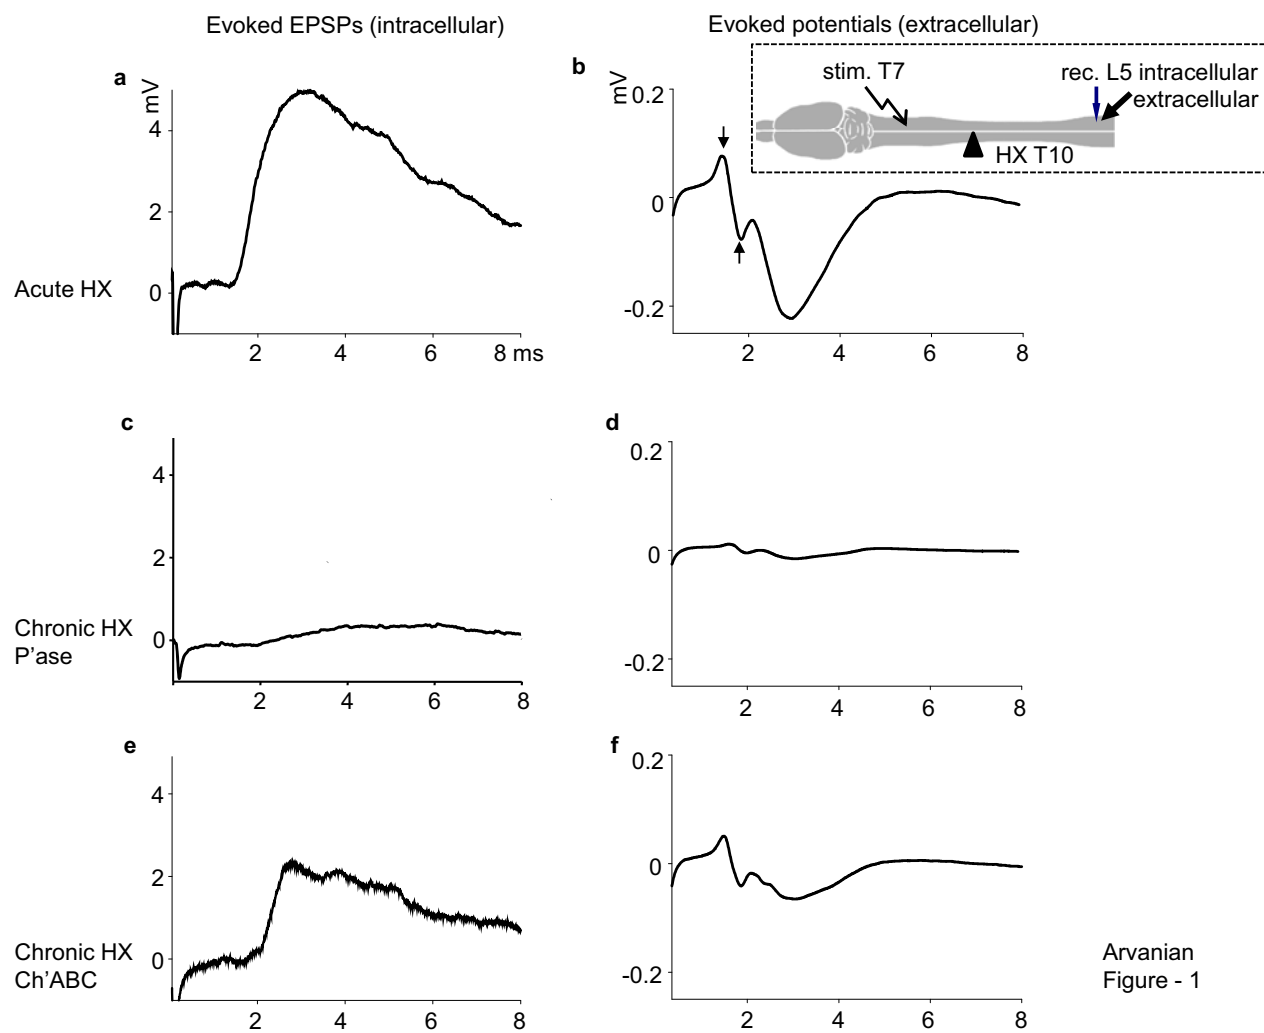 Evoked EPSPs (intracellular)
Evoked potentials (extracellular)
a
mV
4
2
0
2
4
6
8 ms
Acute HX
b
mV
0.2
0
-0.2
2
4
6
8
stim. T7
rec. L5 intracellular
extracellular
HX T10
c
4
2
0
2
4
6
8
Chronic HX
P'ase
d
0.2
0
-0.2
2
4
6
8
e
4
2
0
2
4
6
8
Chronic HX
Ch'ABC
f
0.2
0
-0.2
2
4
6
8
Arvanian
Figure - 1